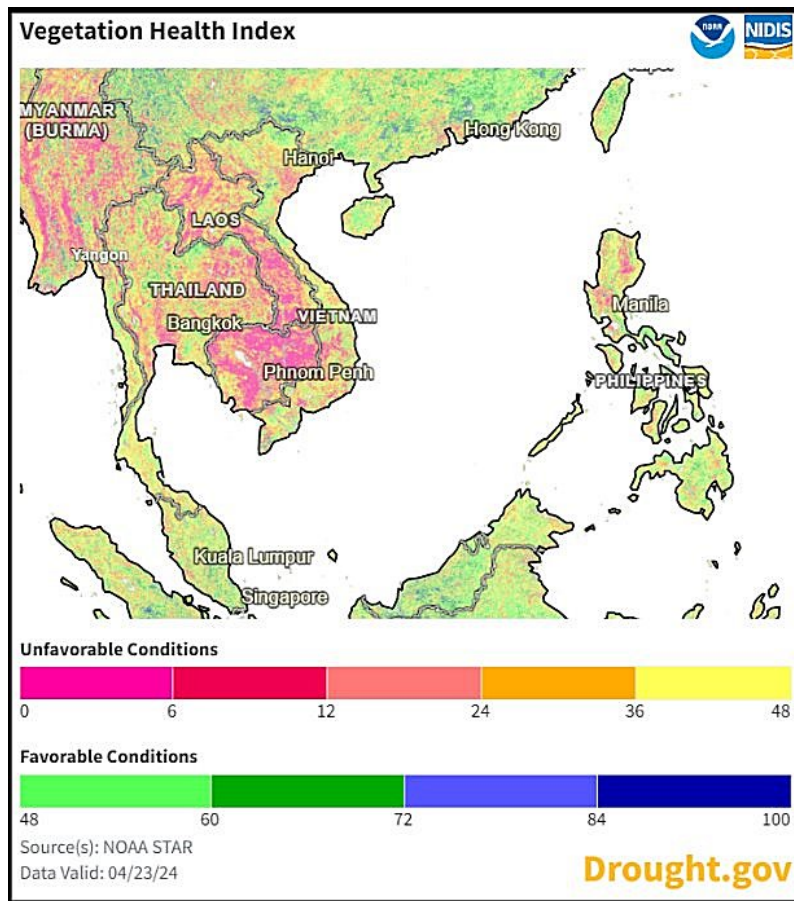 Vegetation Health Index
NOAA
NIDIS
MYANMAR
(BURMA)
Hanoi
Hong Kong
LAOS
Yangon
THAILAND
Bangkok
VIETNAM
Phnom Penh
Manila
PHILIPPINES
Kuala Lumpur
Singapore
Unfavorable Conditions
0 6 12 24 36 48
Favorable Conditions
48 60 72 84 100
Source(s): NOAA STAR
Data Valid: 04/23/24
Drought.gov